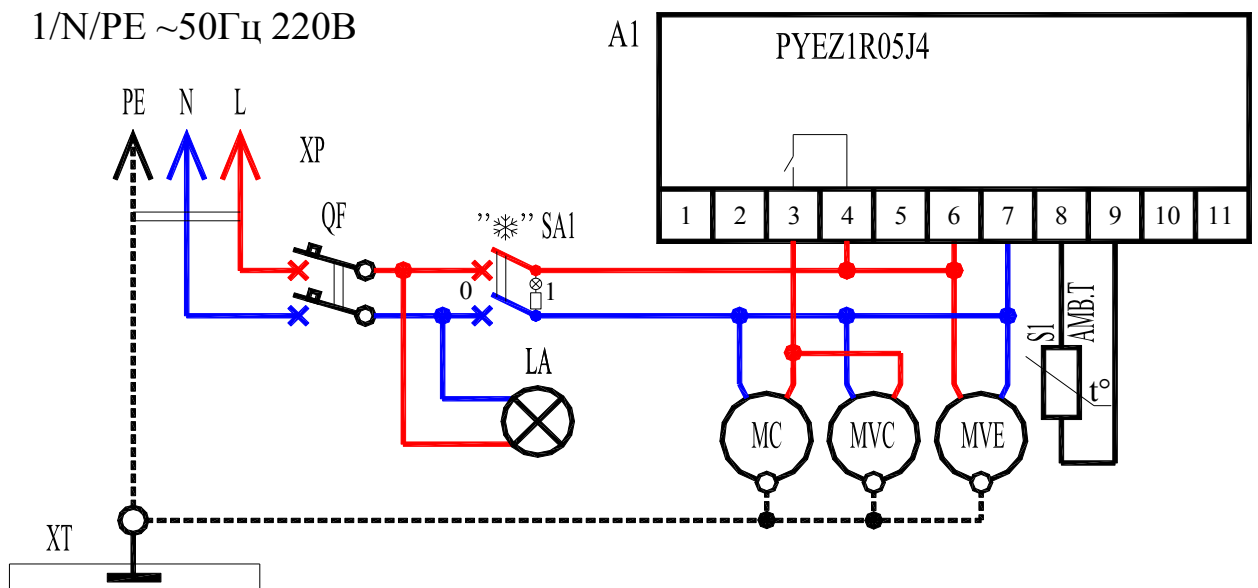 1/N/PE ~50Гц 220В
A1
PYEZ1R05J4
PE N L
XP
1 2 3 4 5 6 7 8 9 10 11
QF
”❄” SA1
0 1
S1
AMB.T
t°
LA
MC MVC MVE
XT